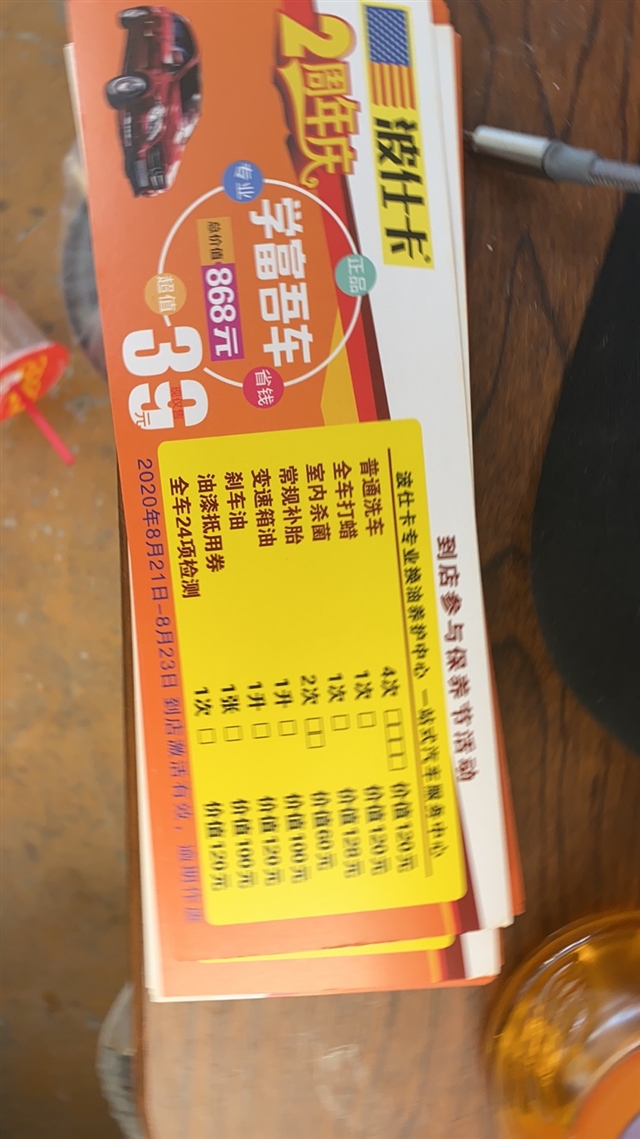 波仕卡
2周年庆
专业
正品
学富吾车
总价值
868元
超值
省钱
39
元
到店参与保养节活动
波仕卡专业换油养护中心 一站式汽车服务中心
普通洗车 4次□□□□ 价值120元
全车打蜡 1次□ 价值120元
室内杀菌 1次□ 价值120元
常规补胎 2次□□ 价值60元
变速箱油 1升□ 价值100元
刹车油 1升□ 价值120元
油漆抵用券 1张□ 价值100元
全车24项检测 1次□ 价值120元
2020年8月21日-8月23日 到店激活有效，逾期作废